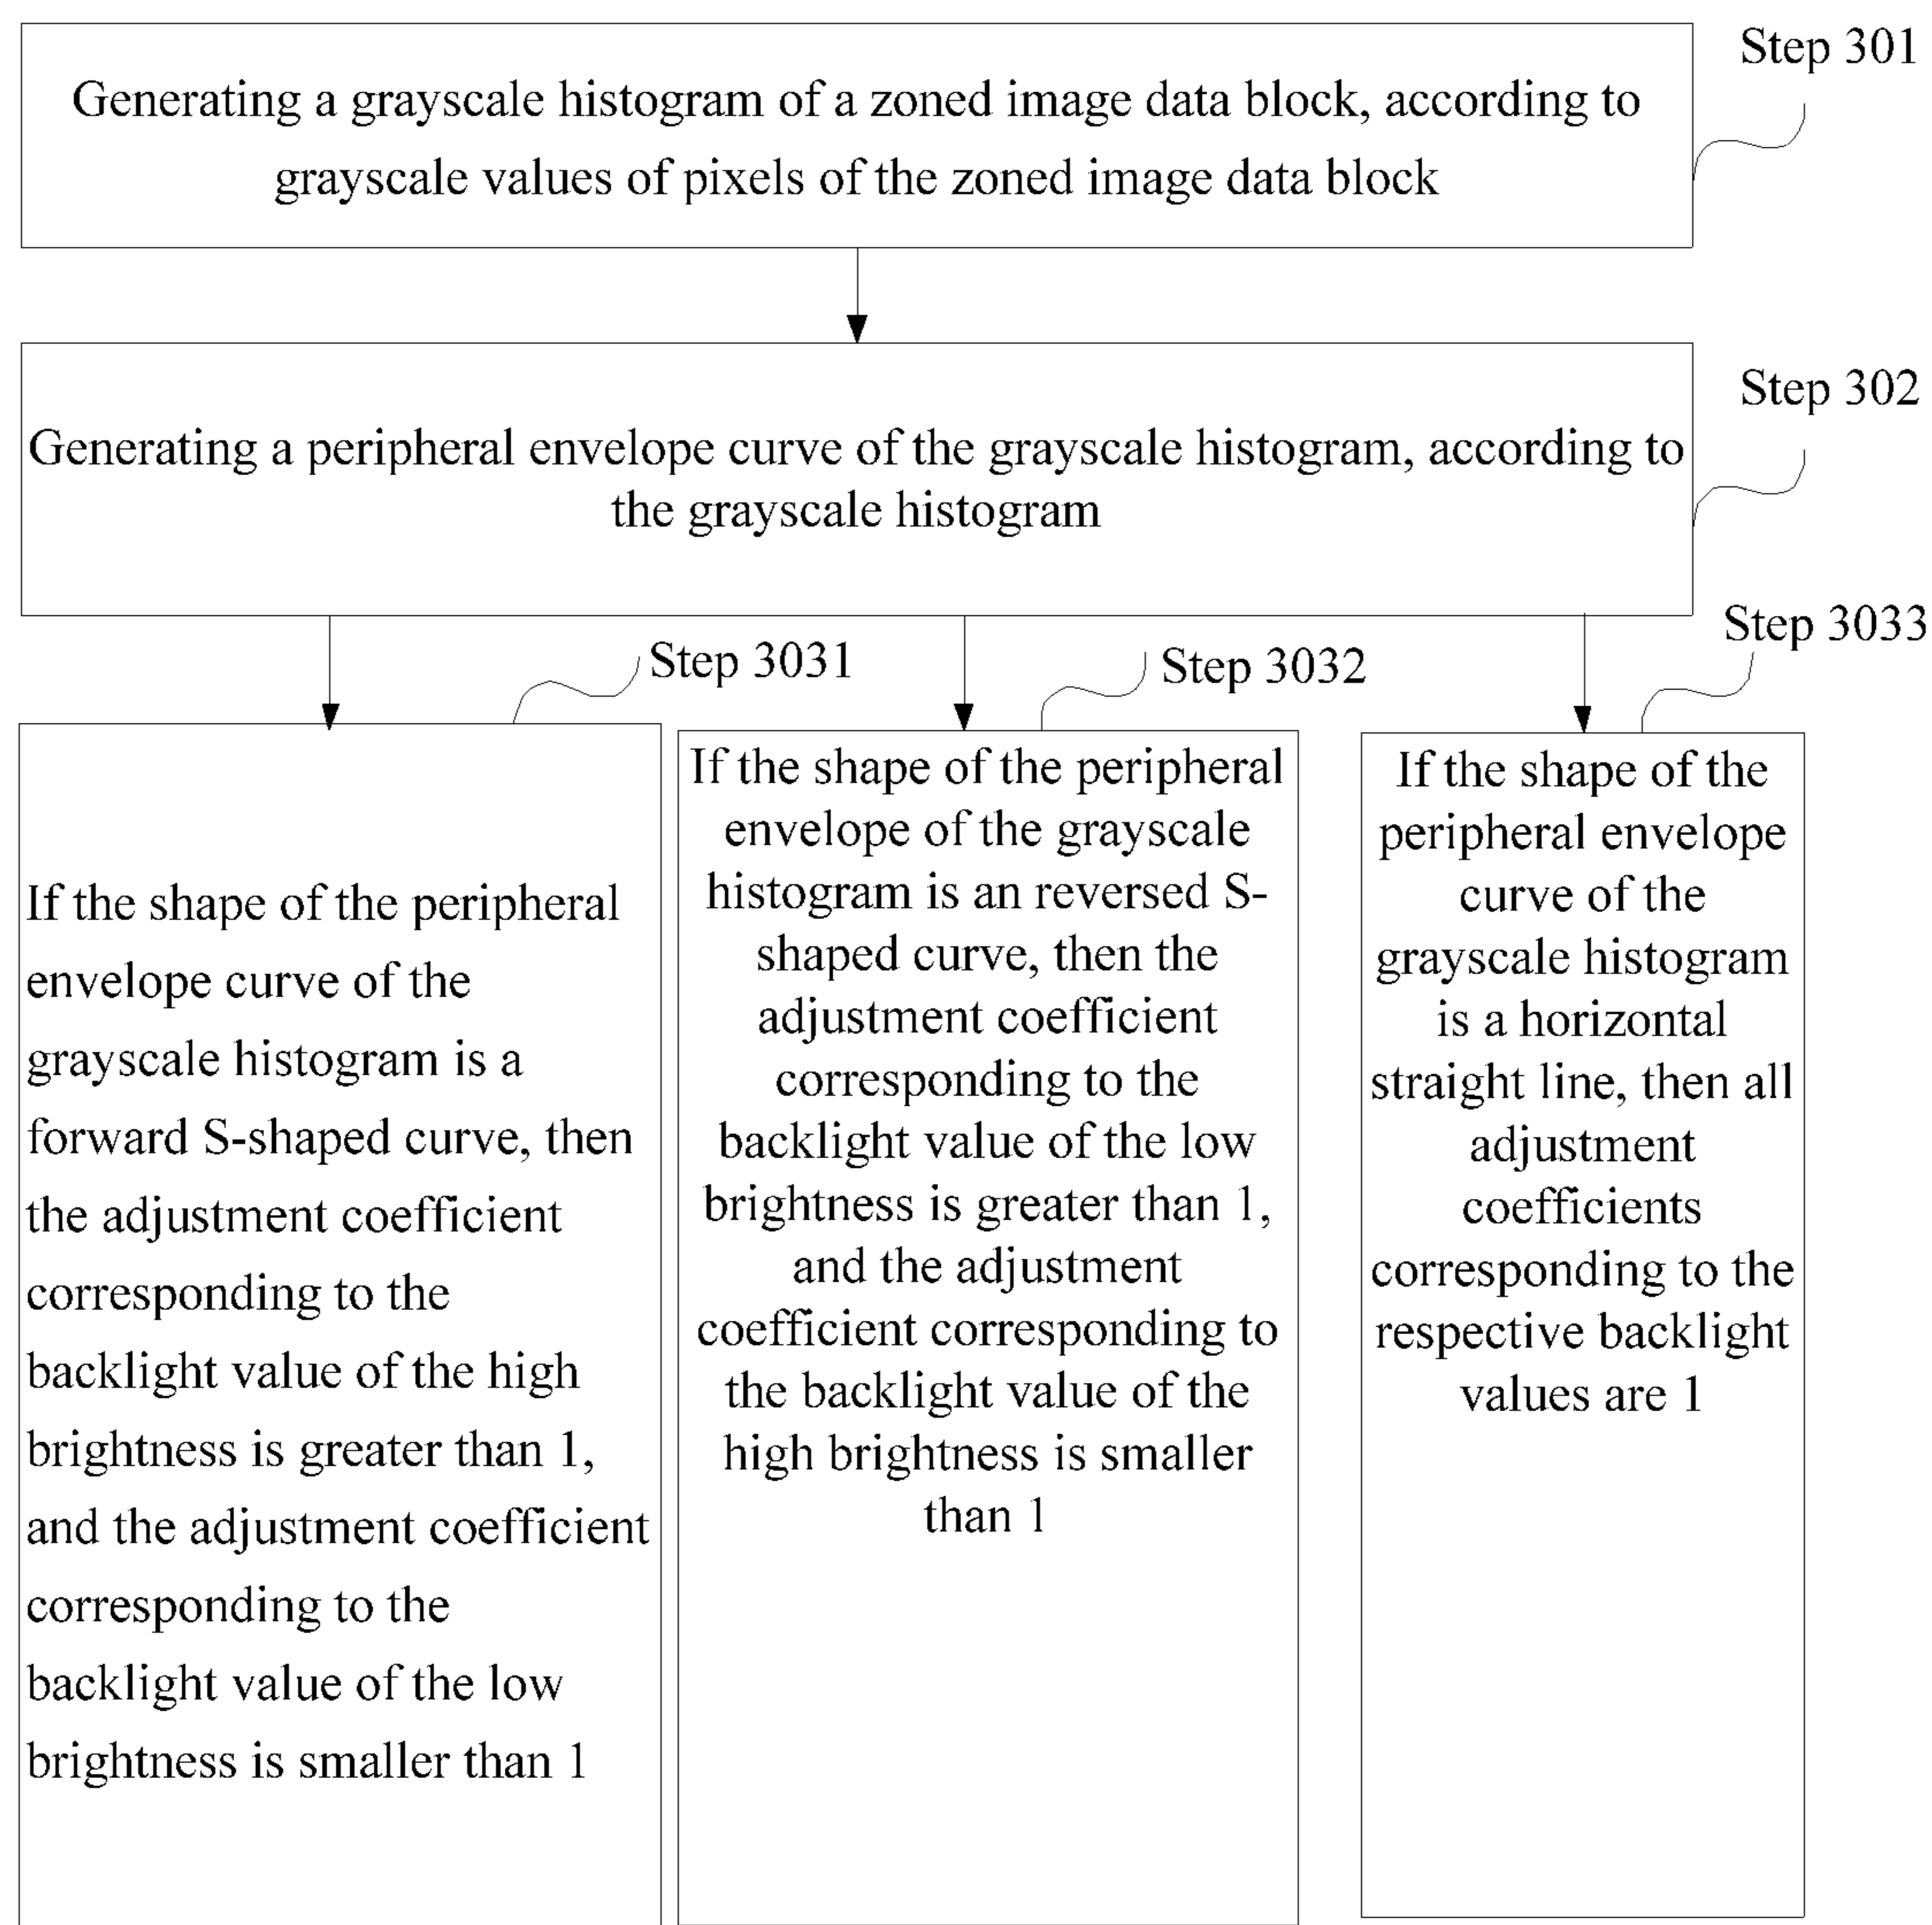 Step 301
Generating a grayscale histogram of a zoned image data block, according to
grayscale values of pixels of the zoned image data block
Step 302
Generating a peripheral envelope curve of the grayscale histogram, according to
the grayscale histogram
Step 3031
If the shape of the peripheral
envelope curve of the
grayscale histogram is a
forward S-shaped curve, then
the adjustment coefficient
corresponding to the
backlight value of the high
brightness is greater than 1,
and the adjustment coefficient
corresponding to the
backlight value of the low
brightness is smaller than 1
Step 3032
If the shape of the peripheral
envelope of the grayscale
histogram is an reversed S-
shaped curve, then the
adjustment coefficient
corresponding to the
backlight value of the low
brightness is greater than 1,
and the adjustment
coefficient corresponding to
the backlight value of the
high brightness is smaller
than 1
Step 3033
If the shape of the
peripheral envelope
curve of the
grayscale histogram
is a horizontal
straight line, then all
adjustment
coefficients
corresponding to the
respective backlight
values are 1